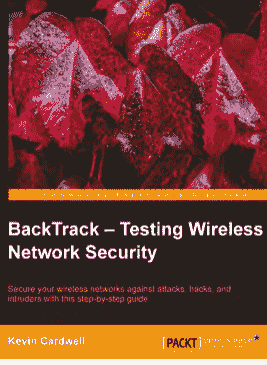 BackTrack – Testing Wireless
Network Security
Secure your wireless networks against attacks, hacks, and
intruders with this step-by-step guide
Kevin Cardwell
[PACKT]